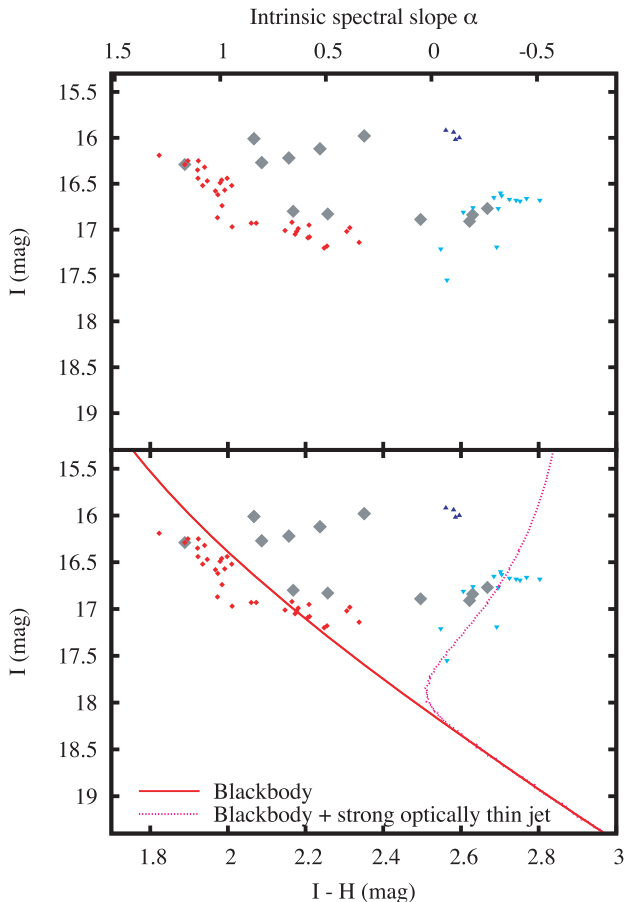 Intrinsic spectral slope α
1.5 1 0.5 0 -0.5
15.5
16
16.5
17
17.5
18
18.5
19
I (mag)
15.5
16
16.5
17
17.5
18
18.5
19
I (mag)
Blackbody
Blackbody + strong optically thin jet
1.8 2 2.2 2.4 2.6 2.8 3
I - H (mag)